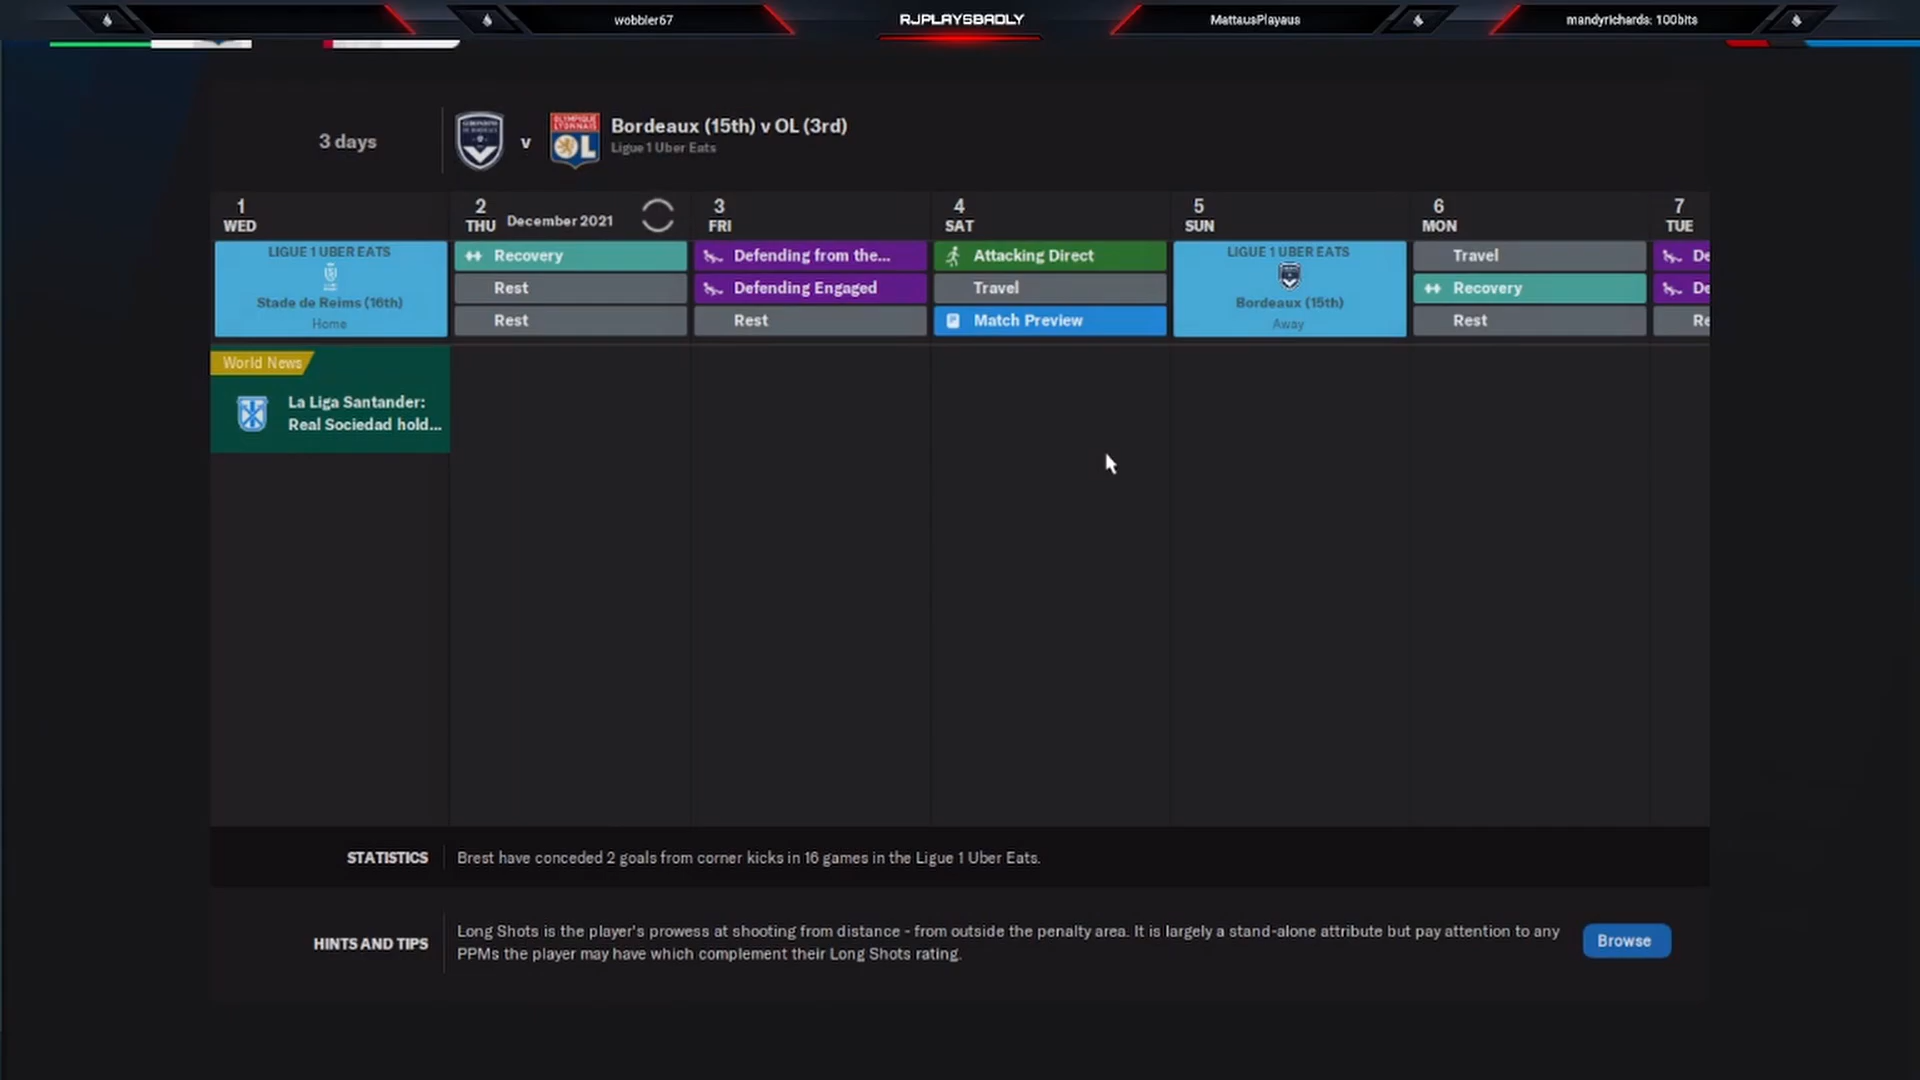 wobbler67
RJPLAYSBADLY
MattausPlayaus
mandyrichards: 100bits
3 days
v
OLYMPIQUE
LYONNAIS
OL
Bordeaux (15th) v OL (3rd)
Ligue 1 Uber Eats
1
WED
2
THU
December 2021
3
FRI
4
SAT
5
SUN
6
MON
7
TUE
LIGUE 1 UBER EATS
Stade de Reims (16th)
Home
Recovery
Rest
Rest
Defending from the...
Defending Engaged
Rest
Attacking Direct
Travel
Match Preview
LIGUE 1 UBER EATS
Bordeaux (15th)
Away
Travel
Recovery
Rest
De
De
Re
World News
La Liga Santander:
Real Sociedad hold...
STATISTICS
Brest have conceded 2 goals from corner kicks in 16 games in the Ligue 1 Uber Eats.
HINTS AND TIPS
Long Shots is the player's prowess at shooting from distance - from outside the penalty area. It is largely a stand-alone attribute but pay attention to any
PPMs the player may have which complement their Long Shots rating.
Browse